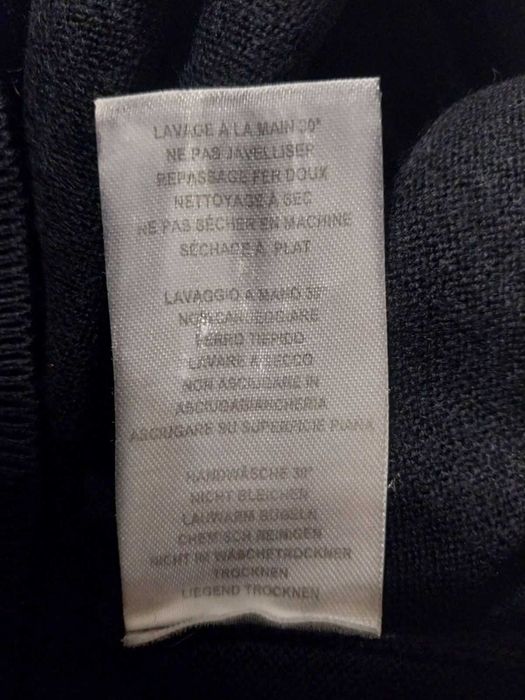 LAVAGE À LA MAIN 30°
NE PAS JAVELLISER
REPASSAGE FER DOUX
NETTOYAGE À SEC
NE PAS SÉCHER EN MACHINE
SÉCHAGE À PLAT
LAVAGGIO A MANO 30°
NON CANDEGGIARE
FERRO TIEPIDO
LAVARE A SECCO
NON ASCIUGARE IN
ASCIUGABIANCHERIA
ASCIUGARE SU SUPERFICIE PIANA
HANDWÄSCHE 30°
NICHT BLEICHEN
LAUWARM BÜGELN
CHEMISCH REINIGEN
NICHT IM WÄSCHETROCKNER
TROCKNEN
LIEGEND TROCKNEN